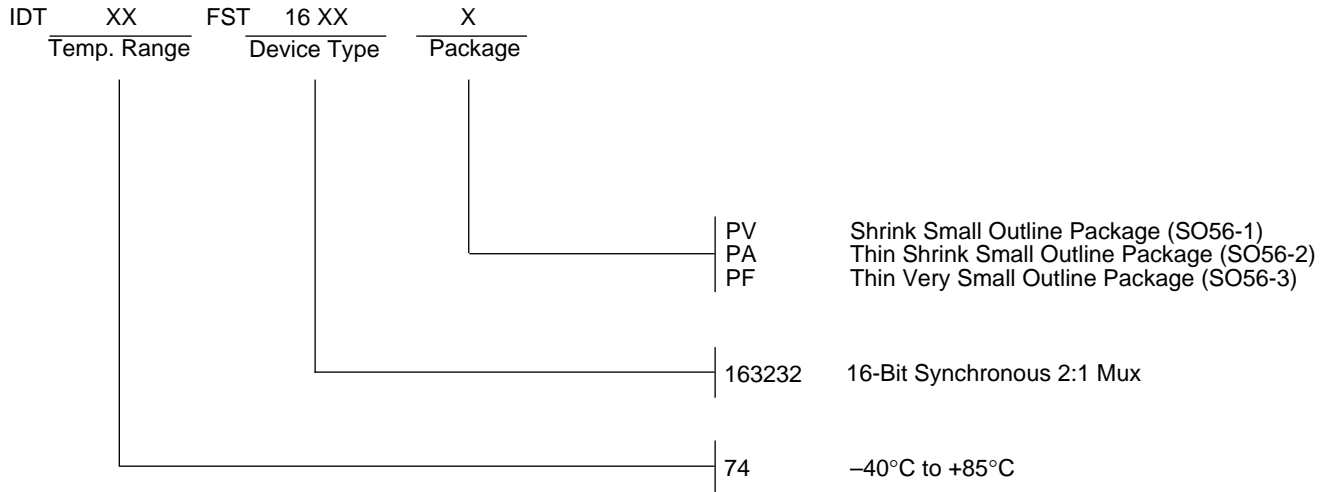 IDT XX FST 16 XX X
Temp. Range Device Type Package
PV Shrink Small Outline Package (SO56-1)
PA Thin Shrink Small Outline Package (SO56-2)
PF Thin Very Small Outline Package (SO56-3)
163232 16-Bit Synchronous 2:1 Mux
74 –40°C to +85°C